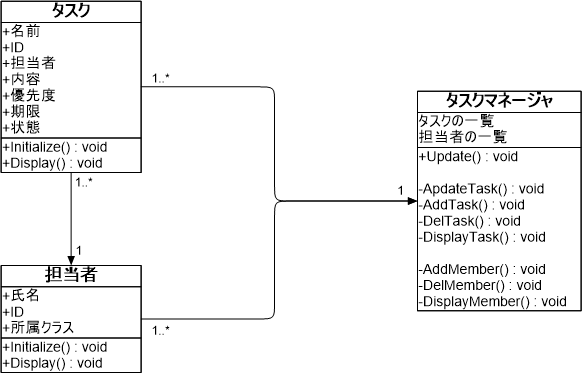 タスク
+名前
+ID
+担当者
+内容
+優先度
+期限
+状態
+Initialize() : void
+Display() : void
1..*
1..*
1
担当者
+氏名
+ID
+所属クラス
+Initialize() : void
+Display() : void
1..*
1
タスクマネージャ
タスクの一覧
担当者の一覧
+Update() : void
-ApdateTask() : void
-AddTask() : void
-DelTask() : void
-DisplayTask() : void
-AddMember() : void
-DelMember() : void
-DisplayMember() : void